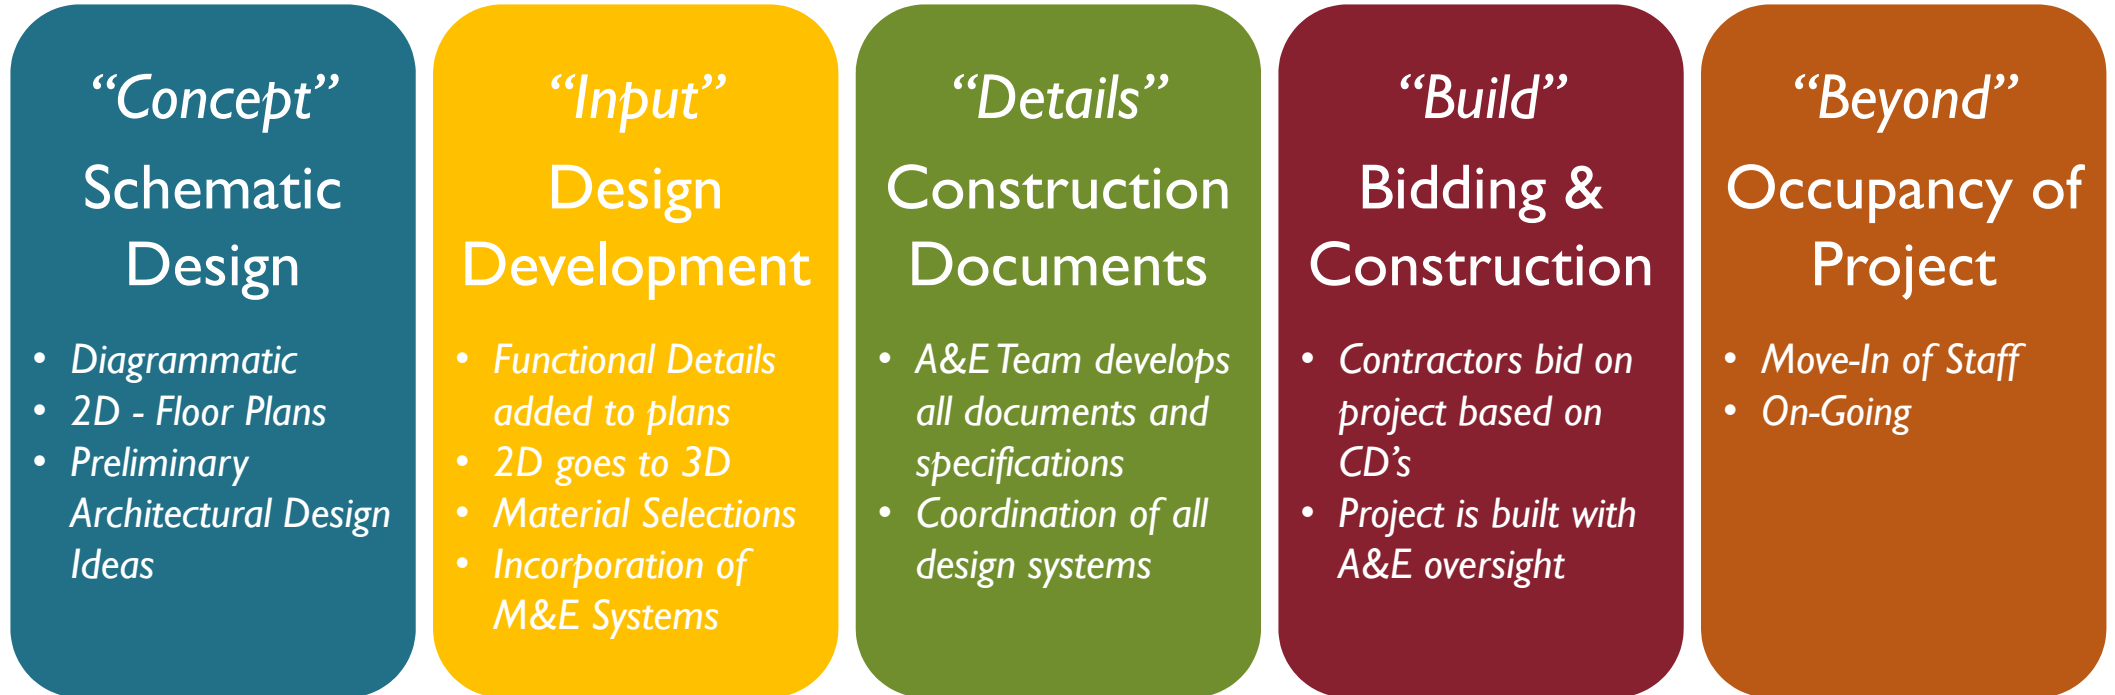 “Concept”
Schematic
Design
• Diagrammatic
• 2D - Floor Plans
• Preliminary
Architectural Design
Ideas
“Input”
Design
Development
• Functional Details
added to plans
• 2D goes to 3D
• Material Selections
• Incorporation of
M&E Systems
“Details”
Construction
Documents
• A&E Team develops
all documents and
specifications
• Coordination of all
design systems
“Build”
Bidding &
Construction
• Contractors bid on
project based on
CD’s
• Project is built with
A&E oversight
“Beyond”
Occupancy of
Project
• Move-In of Staff
• On-Going